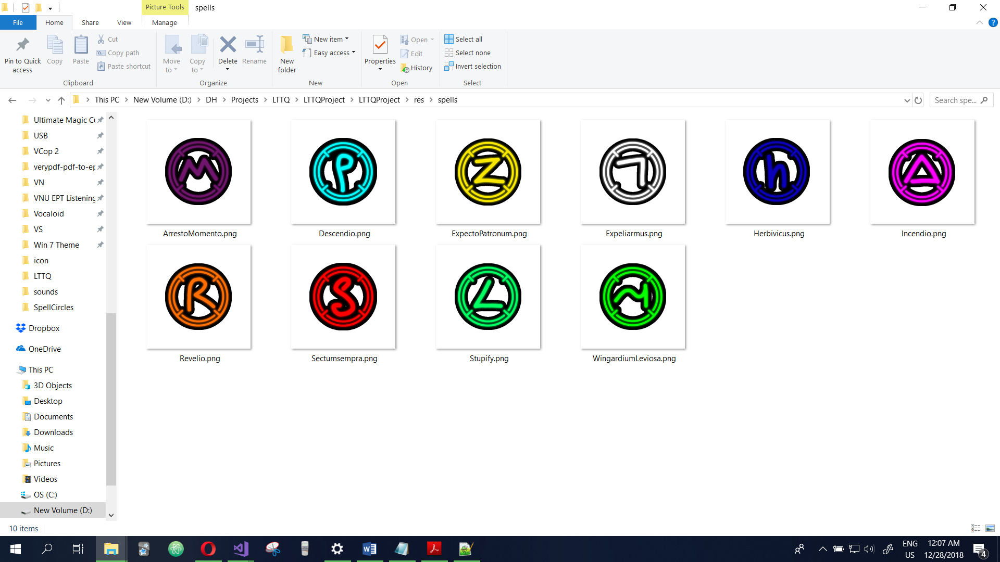 Picture Tools
spells
File
Home
Share
View
Manage
Pin to Quick access
Copy
Paste
Cut
Copy path
Paste shortcut
Clipboard
Move to
Copy to
Delete
Rename
Organize
New folder
New item
Easy access
New
Properties
Open
Edit
History
Open
Select all
Select none
Invert selection
Select
This PC > New Volume (D:) > DH > Projects > LTTQ > LTTQProject > LTTQProject > res > spells
Search spe...
Ultimate Magic Cu
USB
VCop 2
verypdf-pdf-to-ep
VN
VNU EPT Listening
Vocaloid
VS
Win 7 Theme
icon
LTTQ
sounds
SpellCircles
Dropbox
OneDrive
This PC
3D Objects
Desktop
Documents
Downloads
Music
Pictures
Videos
OS (C:)
New Volume (D:)
ArrestoMomento.png
Descendio.png
ExpectoPatronum.png
Expeliarmus.png
Herbivicus.png
Incendio.png
Revelio.png
Sectumsempra.png
Stupify.png
WingardiumLeviosa.png
10 items
ENG
US
12:07 AM
12/28/2018
4